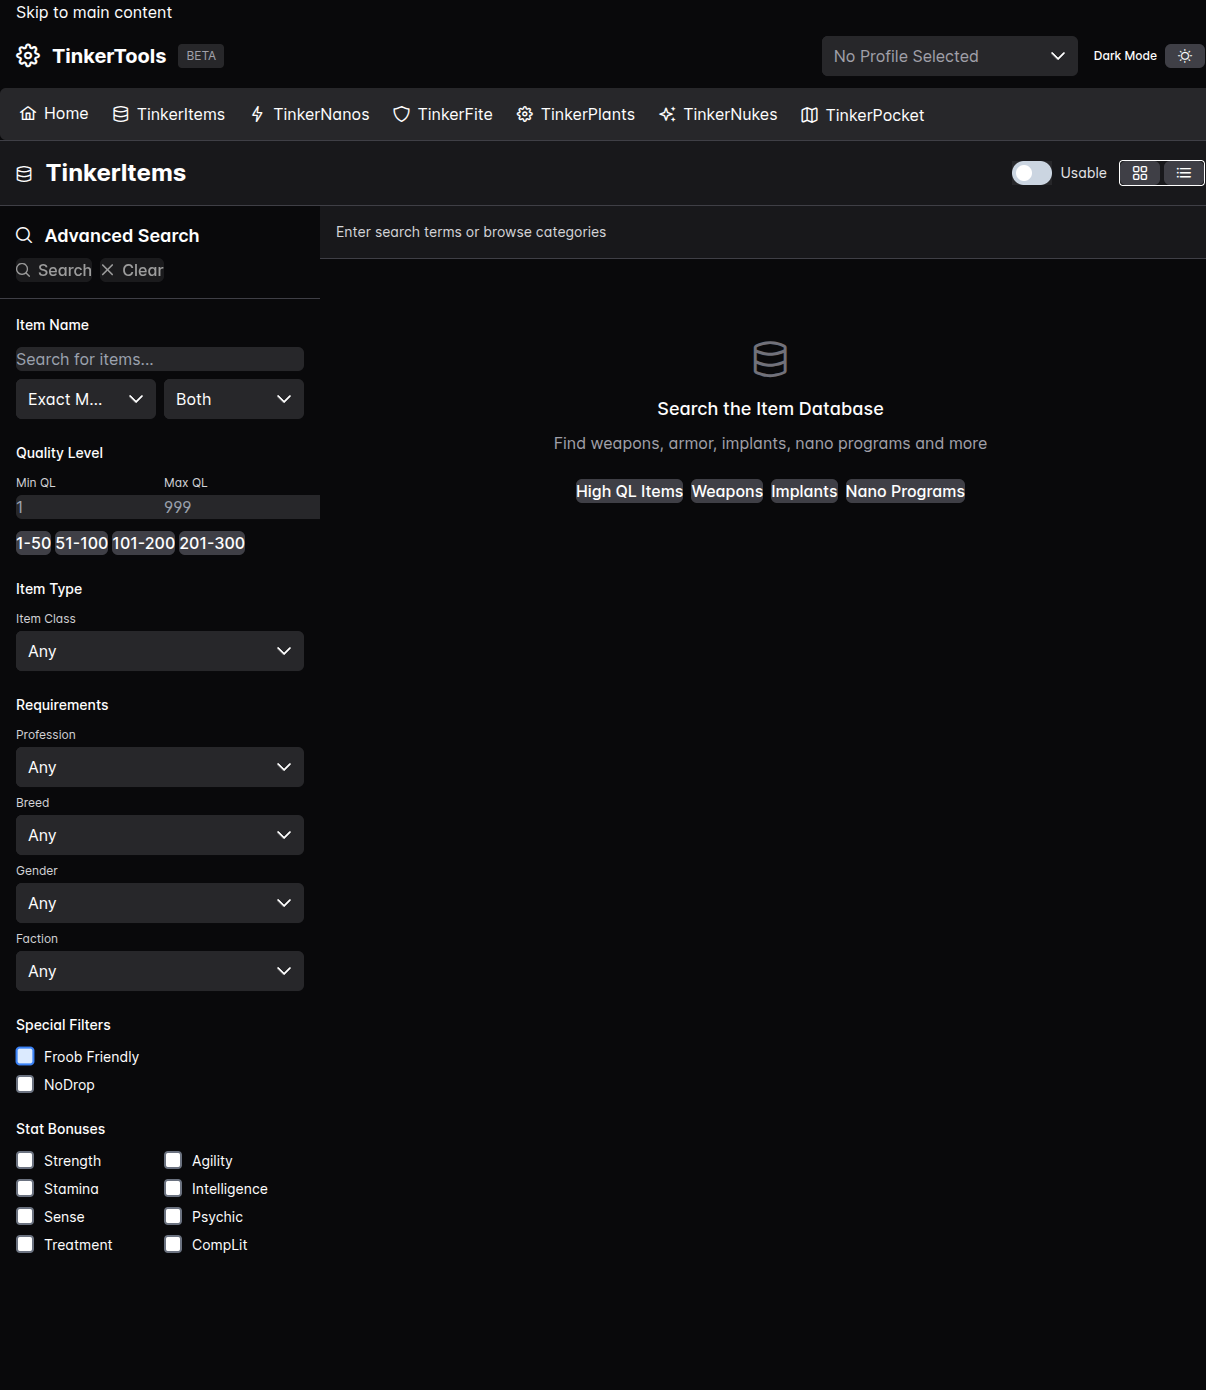 Skip to main content
TinkerTools BETA No Profile Selected Dark Mode
Home TinkerItems TinkerNanos TinkerFite TinkerPlants TinkerNukes TinkerPocket
TinkerItems Usable
Advanced Search
Search Clear
Item Name
Search for items...
Exact M... Both
Quality Level
Min QL Max QL
1 999
1-50 51-100 101-200 201-300
Item Type
Item Class
Any
Requirements
Profession
Any
Breed
Any
Gender
Any
Faction
Any
Special Filters
Froob Friendly
NoDrop
Stat Bonuses
Strength Agility
Stamina Intelligence
Sense Psychic
Treatment CompLit
Enter search terms or browse categories
Search the Item Database
Find weapons, armor, implants, nano programs and more
High QL Items Weapons Implants Nano Programs